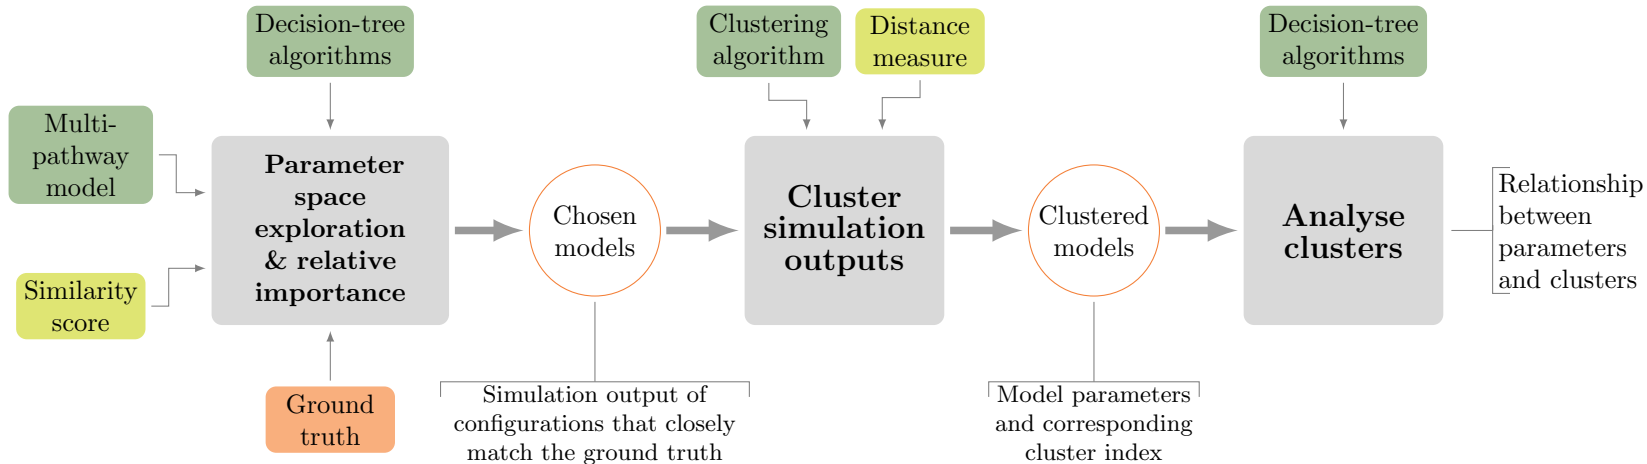 Decision-tree
algorithms
Multi-
pathway
model
Similarity
score
Parameter
space
exploration
& relative
importance
Ground
truth
Chosen
models
Simulation output of
configurations that closely
match the ground truth
Clustering
algorithm
Distance
measure
Cluster
simulation
outputs
Clustered
models
Model parameters
and corresponding
cluster index
Decision-tree
algorithms
Analyse
clusters
Relationship
between
parameters
and clusters